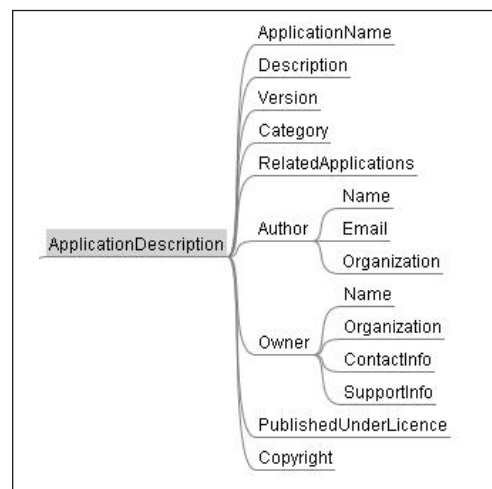 ApplicationName
Description
Version
Category
RelatedApplications
Name
Author
Email
ApplicationDescription
Organization
Name
Organization
Owner
ContactInfo
SupportInfo
PublishedUnderLicence
Copyright